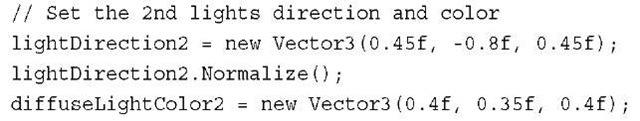 // Set the 2nd lights direction and color
lightDirection2 = new Vector3(0.45f, -0.8f, 0.45f);
lightDirection2.Normalize();
diffuseLightColor2 = new Vector3(0.4f, 0.35f, 0.4f);